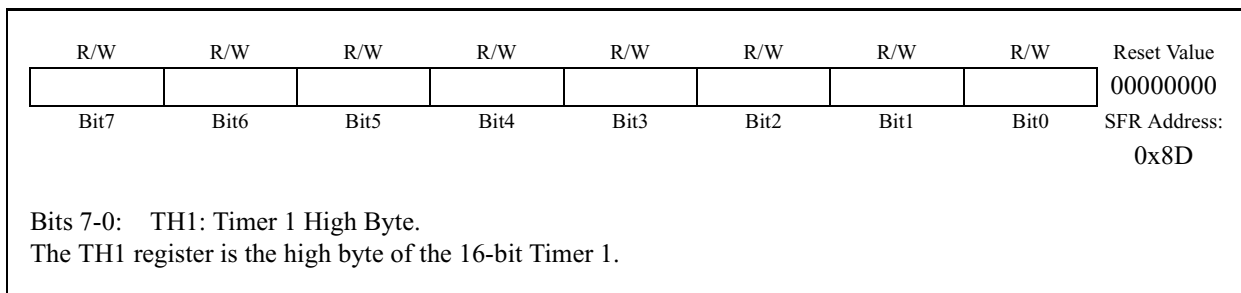 R/W R/W R/W R/W R/W R/W R/W R/W Reset Value
00000000
Bit7 Bit6 Bit5 Bit4 Bit3 Bit2 Bit1 Bit0 SFR Address:
0x8D
Bits 7-0: TH1: Timer 1 High Byte.
The TH1 register is the high byte of the 16-bit Timer 1.